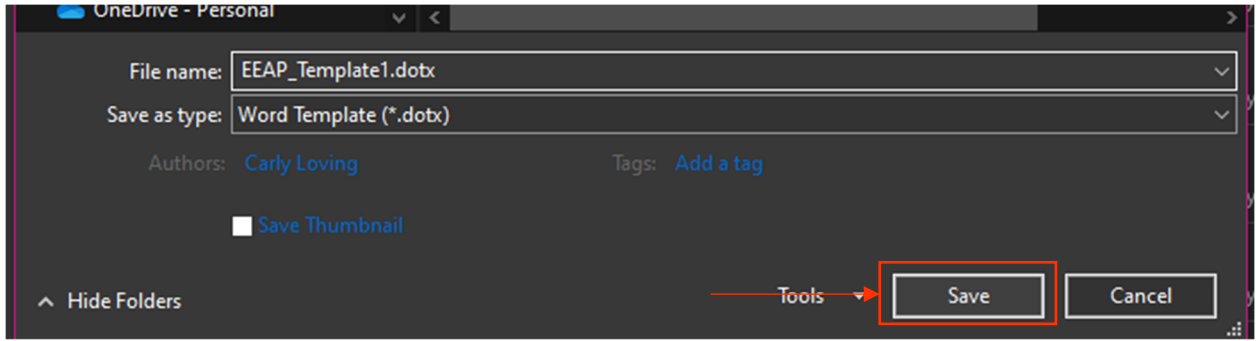 OneDrive - Personal
File name: EEAP_Template1.dotx
Save as type: Word Template (*.dotx)
Authors: Carly Loving Tags: Add a tag
Save Thumbnail
Hide Folders Tools Save Cancel